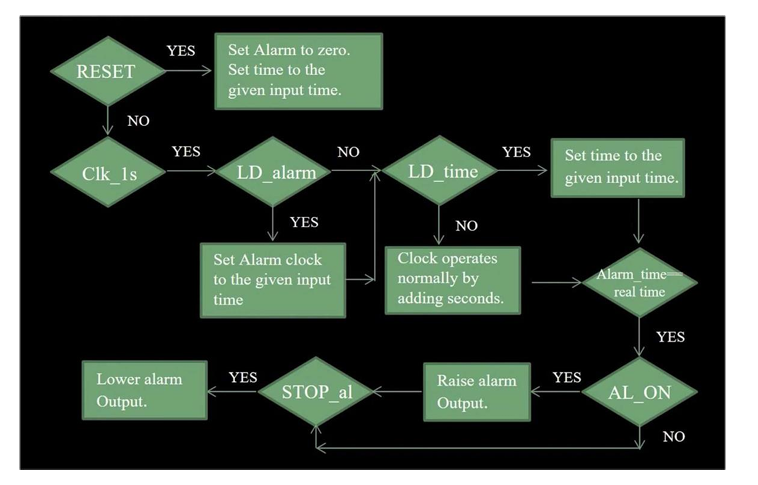 RESET
YES
Set Alarm to zero.
Set time to the
given input time.
NO
Clk_1s
YES
LD_alarm
NO
LD_time
YES
Set time to the
given input time.
YES
NO
Set Alarm clock
to the given input
time
Clock operates
normally by
adding seconds.
Alarm_time==
real time
YES
Lower alarm
Output.
YES
STOP_al
Raise alarm
Output.
YES
AL_ON
NO